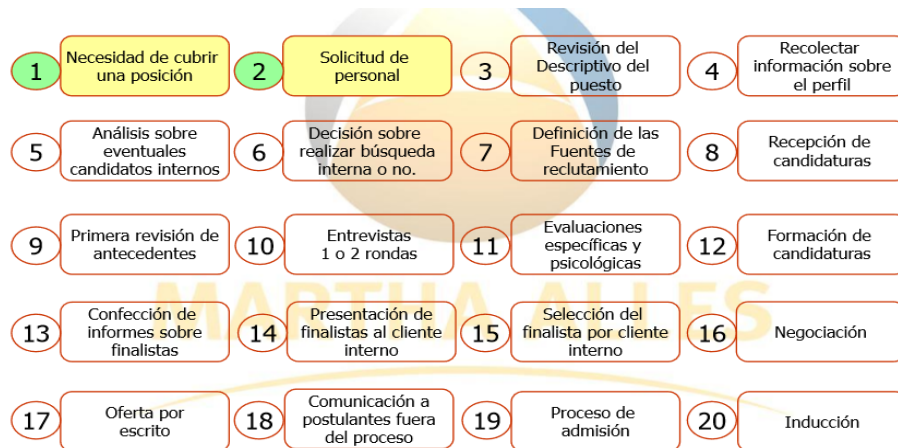 1
Necesidad de cubrir
una posición
2
Solicitud de
personal
3
Revisión del
Descriptivo del
puesto
4
Recolectar
información sobre
el perfil
5
Análisis sobre
eventuales
candidatos internos
6
Decisión sobre
realizar búsqueda
interna o no.
7
Definición de las
Fuentes de
reclutamiento
8
Recepción de
candidaturas
9
Primera revisión de
antecedentes
10
Entrevistas
1 o 2 rondas
11
Evaluaciones
específicas y
psicológicas
12
Formación de
candidaturas
MARTHA ALLES
13
Confección de
informes sobre
finalistas
14
Presentación de
finalistas al cliente
interno
15
Selección del
finalista por cliente
interno
16
Negociación
17
Oferta por
escrito
18
Comunicación a
postulantes fuera
del proceso
19
Proceso de
admisión
20
Inducción